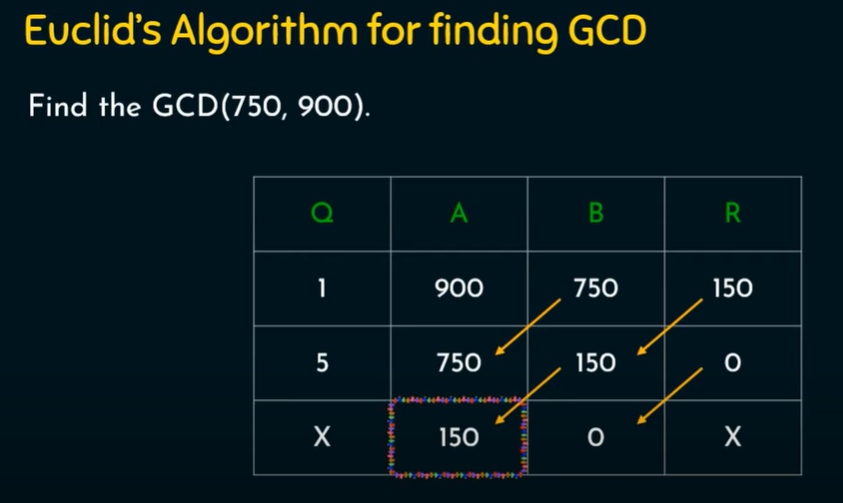 Euclid's Algorithm for finding GCD
Find the GCD(750, 900).
Q A B R
1 900 750 150
5 750 150 0
X 150 0 X